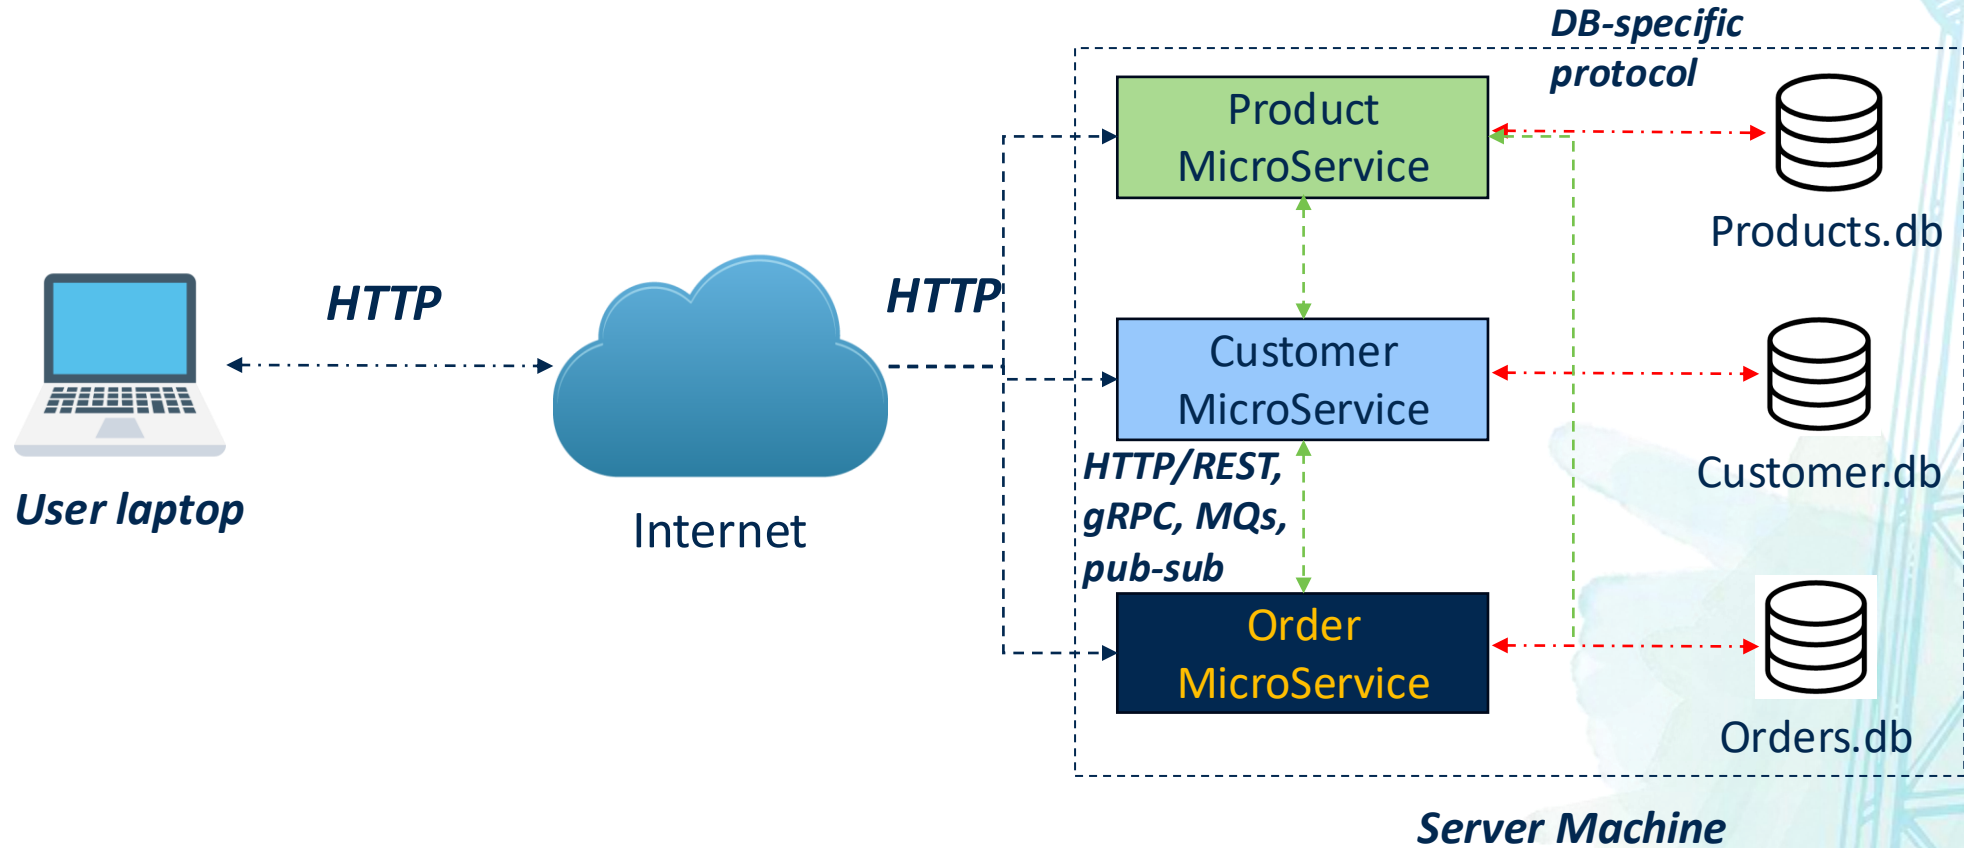 DB-specific
protocol
Product
MicroService
Products.db
HTTP
HTTP
Customer
MicroService
Customer.db
User laptop
Internet
HTTP/REST,
gRPC, MQs,
pub-sub
Order
MicroService
Orders.db
Server Machine